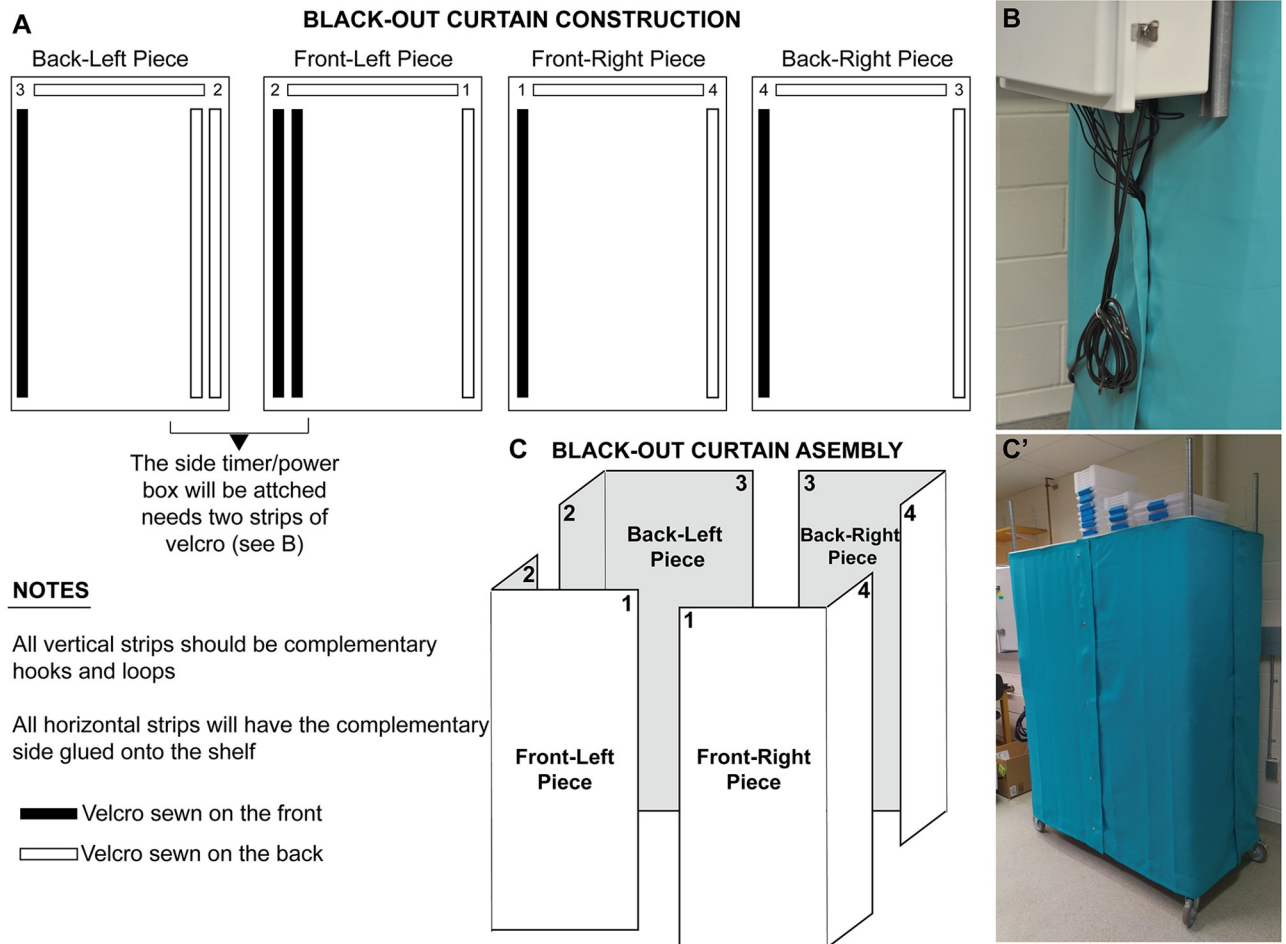 A
BLACK-OUT CURTAIN CONSTRUCTION
Back-Left Piece
Front-Left Piece
Front-Right Piece
Back-Right Piece
3
2
2
1
1
4
4
3
The side timer/power
box will be attched
needs two strips of
velcro (see B)
NOTES
All vertical strips should be complementary
hooks and loops
All horizontal strips will have the complementary
side glued onto the shelf
Velcro sewn on the front
Velcro sewn on the back
B
C
BLACK-OUT CURTAIN ASEMBLY
3
3
2
4
Back-Left
Piece
Back-Right
Piece
2
4
1
1
Front-Left
Piece
Front-Right
Piece
C’